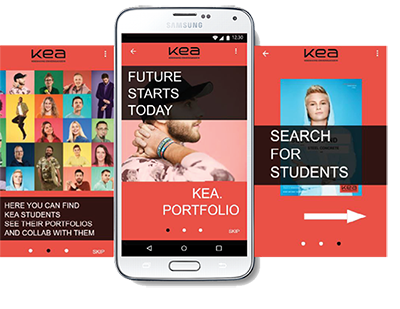 SAMSUNG
12:30
kea
kea
kea
FUTURE
STARTS
TODAY
SEARCH
FOR
STUDENTS
kea
HERE YOU CAN FIND
KEA STUDENTS
SEE THEIR PORTFOLIOS
AND COLLAB WITH THEM
KEA.
PORTFOLIO
SKIP
SKIP